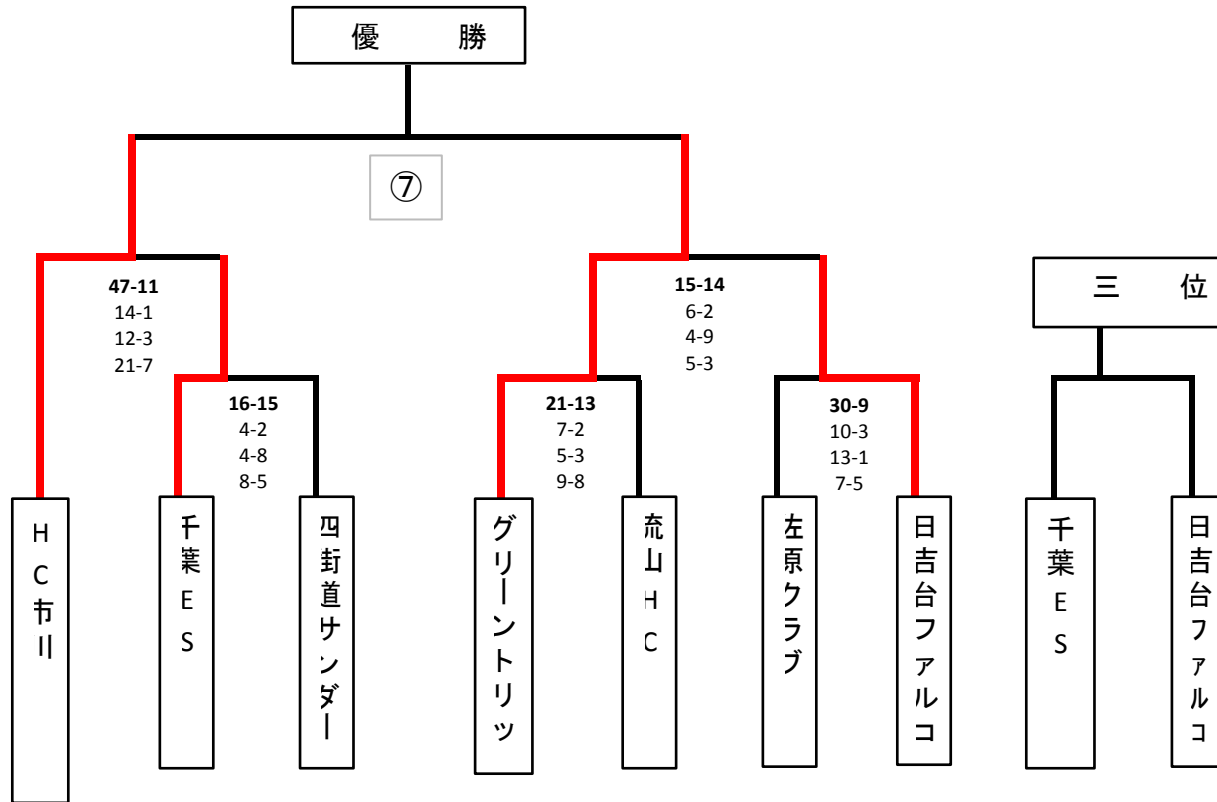 優 勝
⑦
47-11
14-1
12-3
21-7
15-14
6-2
4-9
5-3
三 位
16-15
4-2
4-8
8-5
21-13
7-2
5-3
9-8
30-9
10-3
13-1
7-5
HC市川
千葉ES
四街道サンダー
グリーントリッ
流山HC
佐原クラブ
日吉台ファルコ
千葉ES
日吉台ファルコ